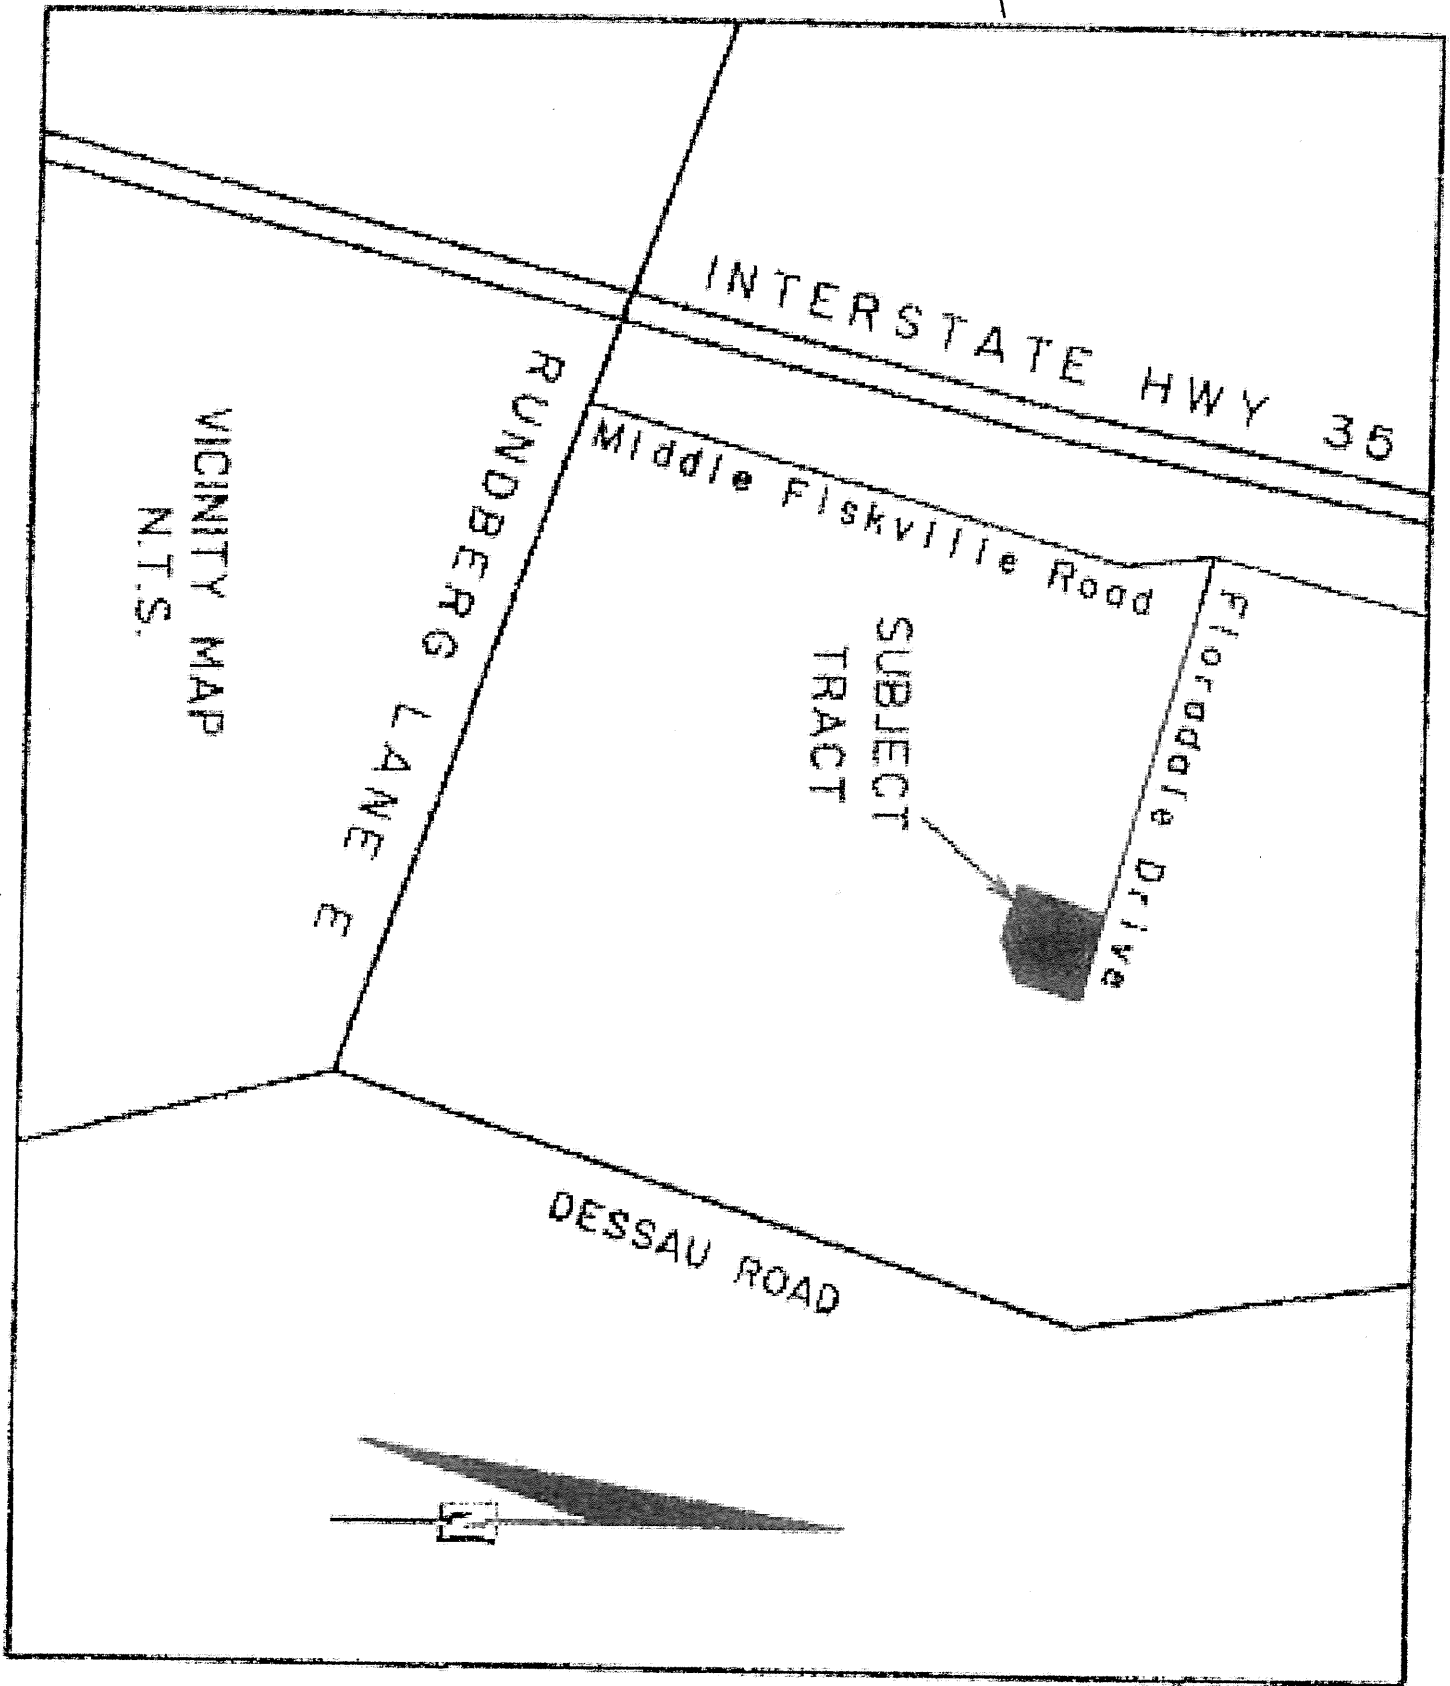 INTERSTATE HWY 35
Middle Fiskville Road
Floradale Drive
RUNDBERG LANE E
SUBJECT
TRACT
VICINITY MAP
N.T.S.
DESSAU ROAD